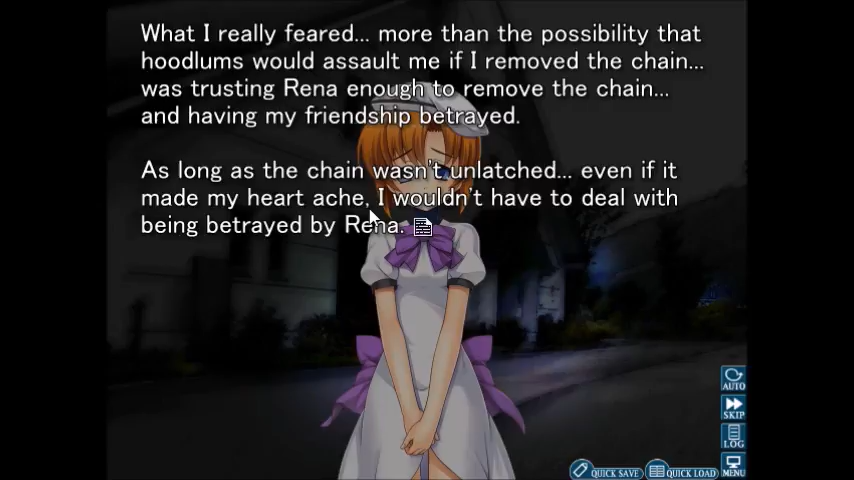 What I really feared... more than the possibility that
hoodlums would assault me if I removed the chain...
was trusting Rena enough to remove the chain...
and having my friendship betrayed.
As long as the chain wasn't unlatched... even if it
made my heart ache, I wouldn't have to deal with
being betrayed by Rena.
AUTO
SKIP
LOG
MENU
QUICK SAVE
QUICK LOAD